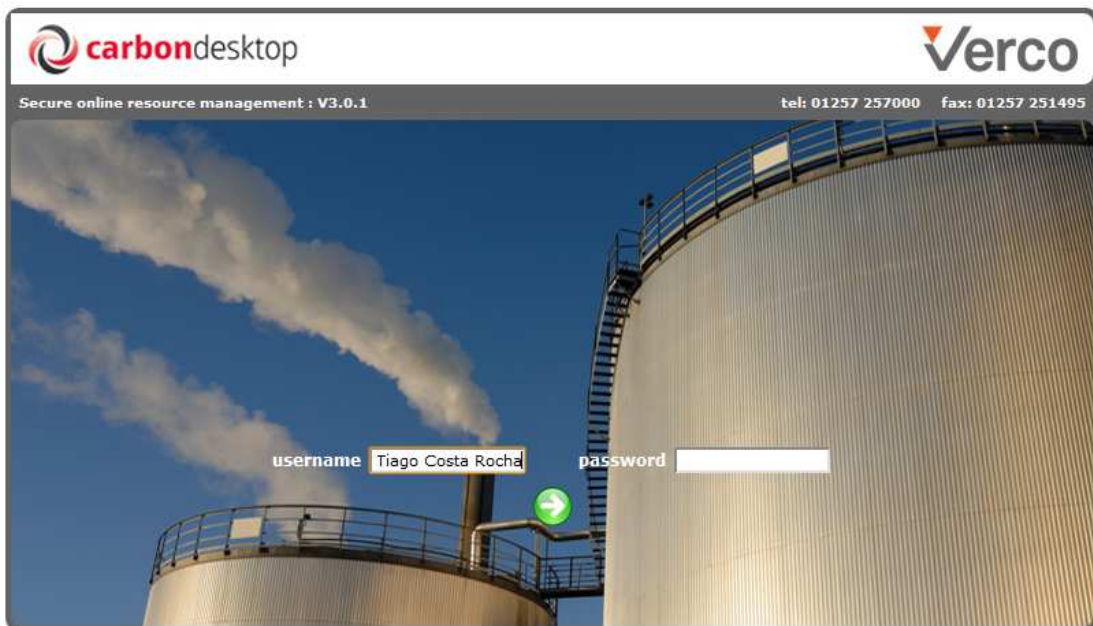 carbondesktop
Verco
Secure online resource management : V3.0.1
tel: 01257 257000 fax: 01257 251495
username Tiago Costa Rocha password